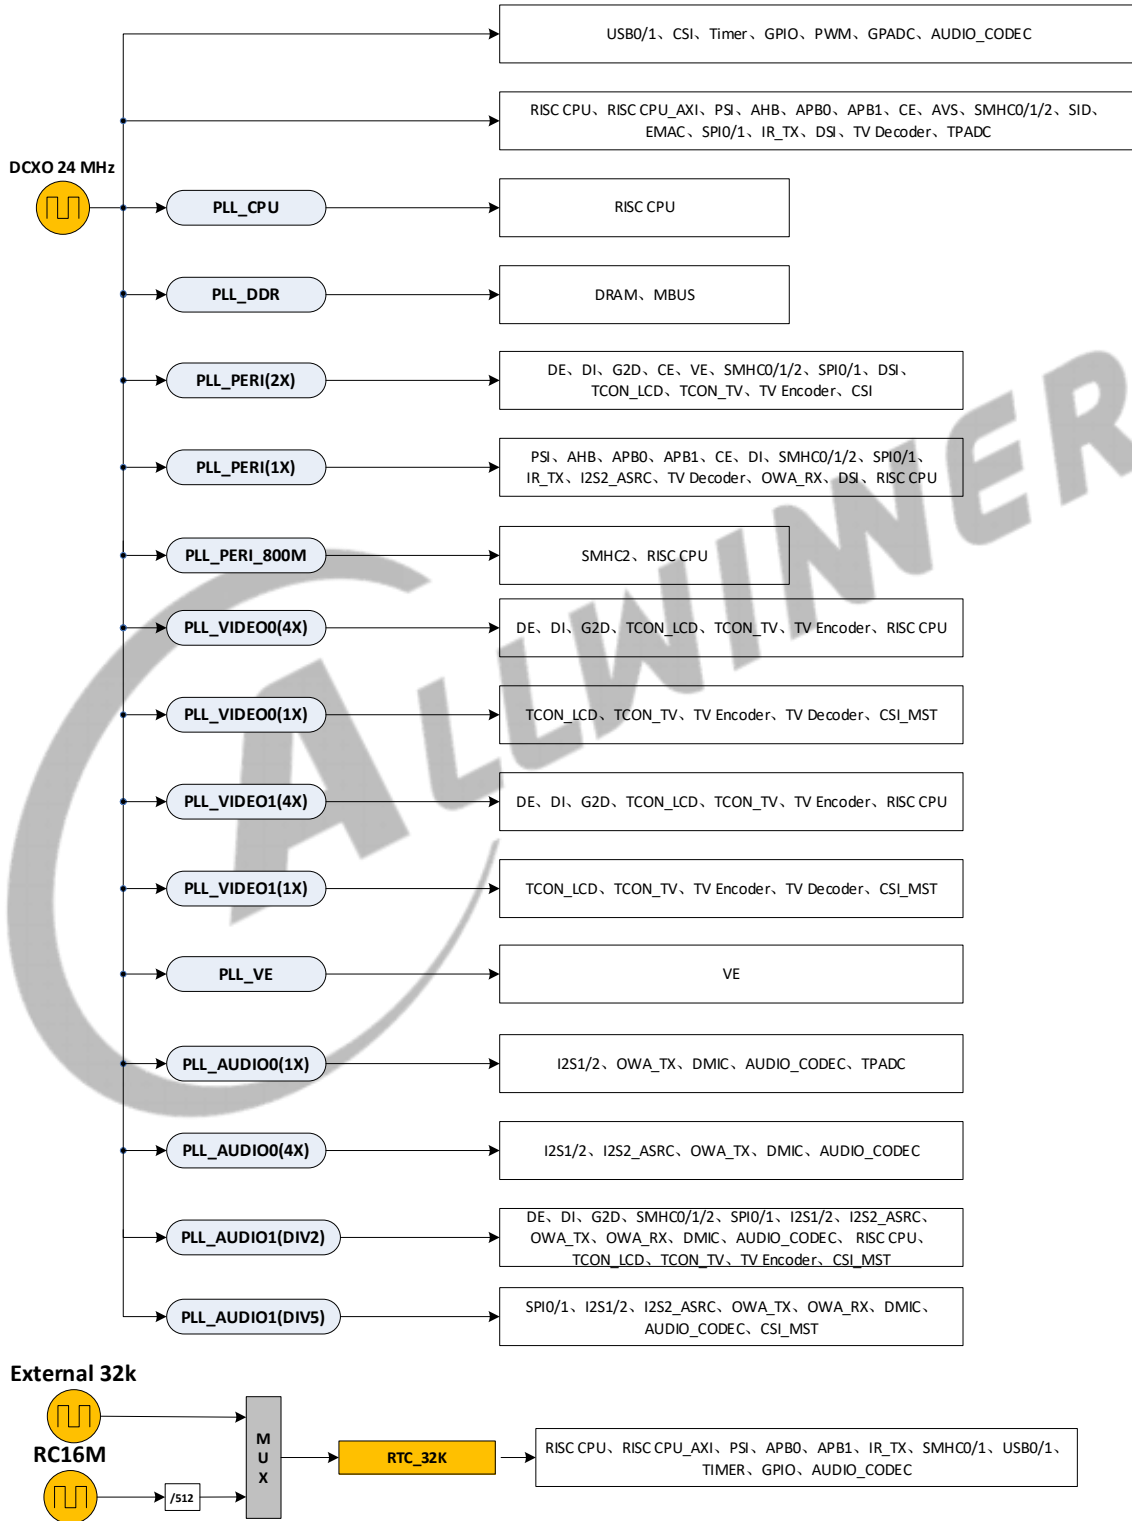 USB0/1、CSI、Timer、GPIO、PWM、GPADC、AUDIO_CODEC
RISC CPU、RISC CPU_AXI、PSI、AHB、APB0、APB1、CE、AVS、SMHC0/1/2、SID、
EMAC、SPI0/1、IR_TX、DSI、TV Decoder、TPADC
DCXO 24 MHz
PLL_CPU
RISC CPU
PLL_DDR
DRAM、MBUS
PLL_PERI(2X)
DE、DI、G2D、CE、VE、SMHC0/1/2、SPI0/1、DSI、
TCON_LCD、TCON_TV、TV Encoder、CSI
PLL_PERI(1X)
PSI、AHB、APB0、APB1、CE、DI、SMHC0/1/2、SPI0/1、
IR_TX、I2S2_ASRC、TV Decoder、OWA_RX、DSI、RISC CPU
PLL_PERI_800M
SMHC2、RISC CPU
PLL_VIDEO0(4X)
DE、DI、G2D、TCON_LCD、TCON_TV、TV Encoder、RISC CPU
PLL_VIDEO0(1X)
TCON_LCD、TCON_TV、TV Encoder、TV Decoder、CSI_MST
PLL_VIDEO1(4X)
DE、DI、G2D、TCON_LCD、TCON_TV、TV Encoder、RISC CPU
PLL_VIDEO1(1X)
TCON_LCD、TCON_TV、TV Encoder、TV Decoder、CSI_MST
PLL_VE
VE
PLL_AUDIO0(1X)
I2S1/2、OWA_TX、DMIC、AUDIO_CODEC、TPADC
PLL_AUDIO0(4X)
I2S1/2、I2S2_ASRC、OWA_TX、DMIC、AUDIO_CODEC
PLL_AUDIO1(DIV2)
DE、DI、G2D、SMHC0/1/2、SPI0/1、I2S1/2、I2S2_ASRC、
OWA_TX、OWA_RX、DMIC、AUDIO_CODEC、 RISC CPU、
TCON_LCD、TCON_TV、TV Encoder、CSI_MST
PLL_AUDIO1(DIV5)
SPI0/1、I2S1/2、I2S2_ASRC、OWA_TX、OWA_RX、DMIC、
AUDIO_CODEC、CSI_MST
External 32k
RC16M
/512
M
U
X
RTC_32K
RISC CPU、RISC CPU_AXI、PSI、APB0、APB1、IR_TX、SMHC0/1、USB0/1、
TIMER、GPIO、AUDIO_CODEC
ALLWINNER